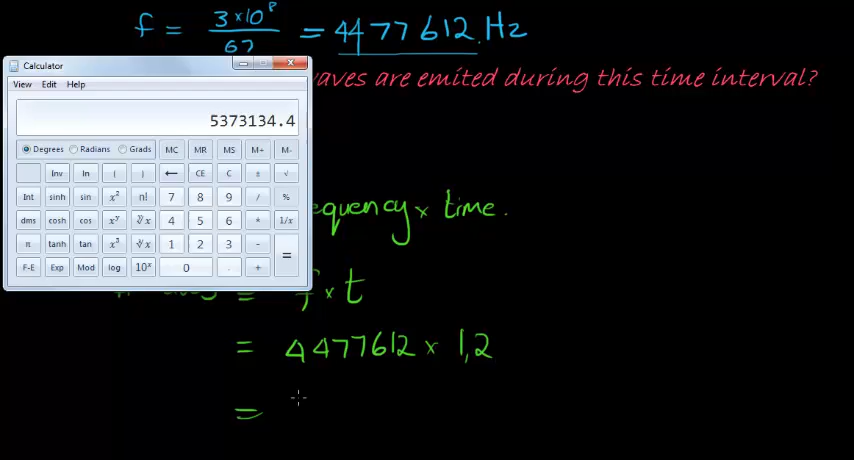 f = 3 × 10⁸ / 67 = 4477612.Hz
waves are emited during this time interval?
Calculator
View Edit Help
5373134.4
Degrees Radians Grads MC MR MS M+ M-
Inv ln ( ) ← CE C ± √
Int sinh sin x² n! 7 8 9 / %
dms cosh cos xʸ ʸ√x 4 5 6 * 1/x
π tanh tan x³ ³√x 1 2 3 - =
F-E Exp Mod log 10ˣ 0 . +
equency × time.
= f × t
= 4477612 × 1,2
=